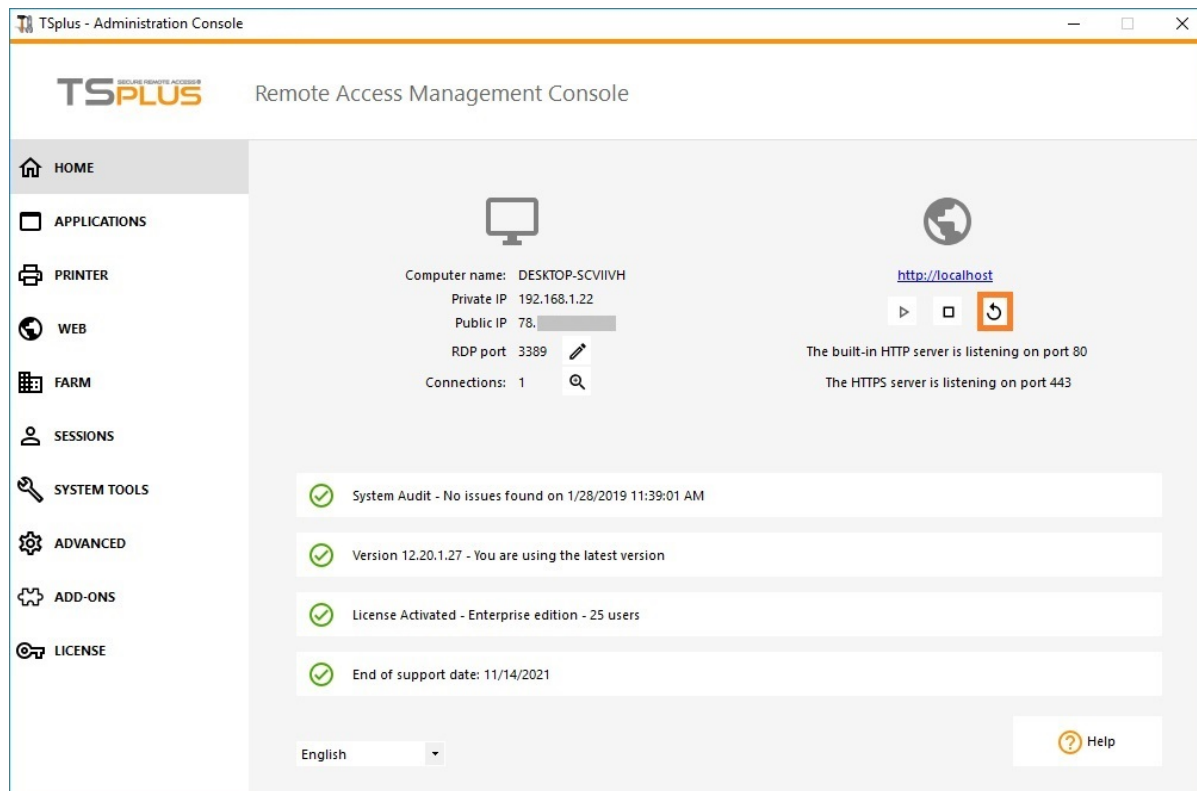 TSplus - Administration Console
TSPLUS SECURE REMOTE ACCESS®
Remote Access Management Console
HOME
APPLICATIONS
PRINTER
WEB
FARM
SESSIONS
SYSTEM TOOLS
ADVANCED
ADD-ONS
LICENSE
Computer name: DESKTOP-SCVIIVH
Private IP 192.168.1.22
Public IP 78.
RDP port 3389
Connections: 1
http://localhost
The built-in HTTP server is listening on port 80
The HTTPS server is listening on port 443
System Audit - No issues found on 1/28/2019 11:39:01 AM
Version 12.20.1.27 - You are using the latest version
License Activated - Enterprise edition - 25 users
End of support date: 11/14/2021
English
Help